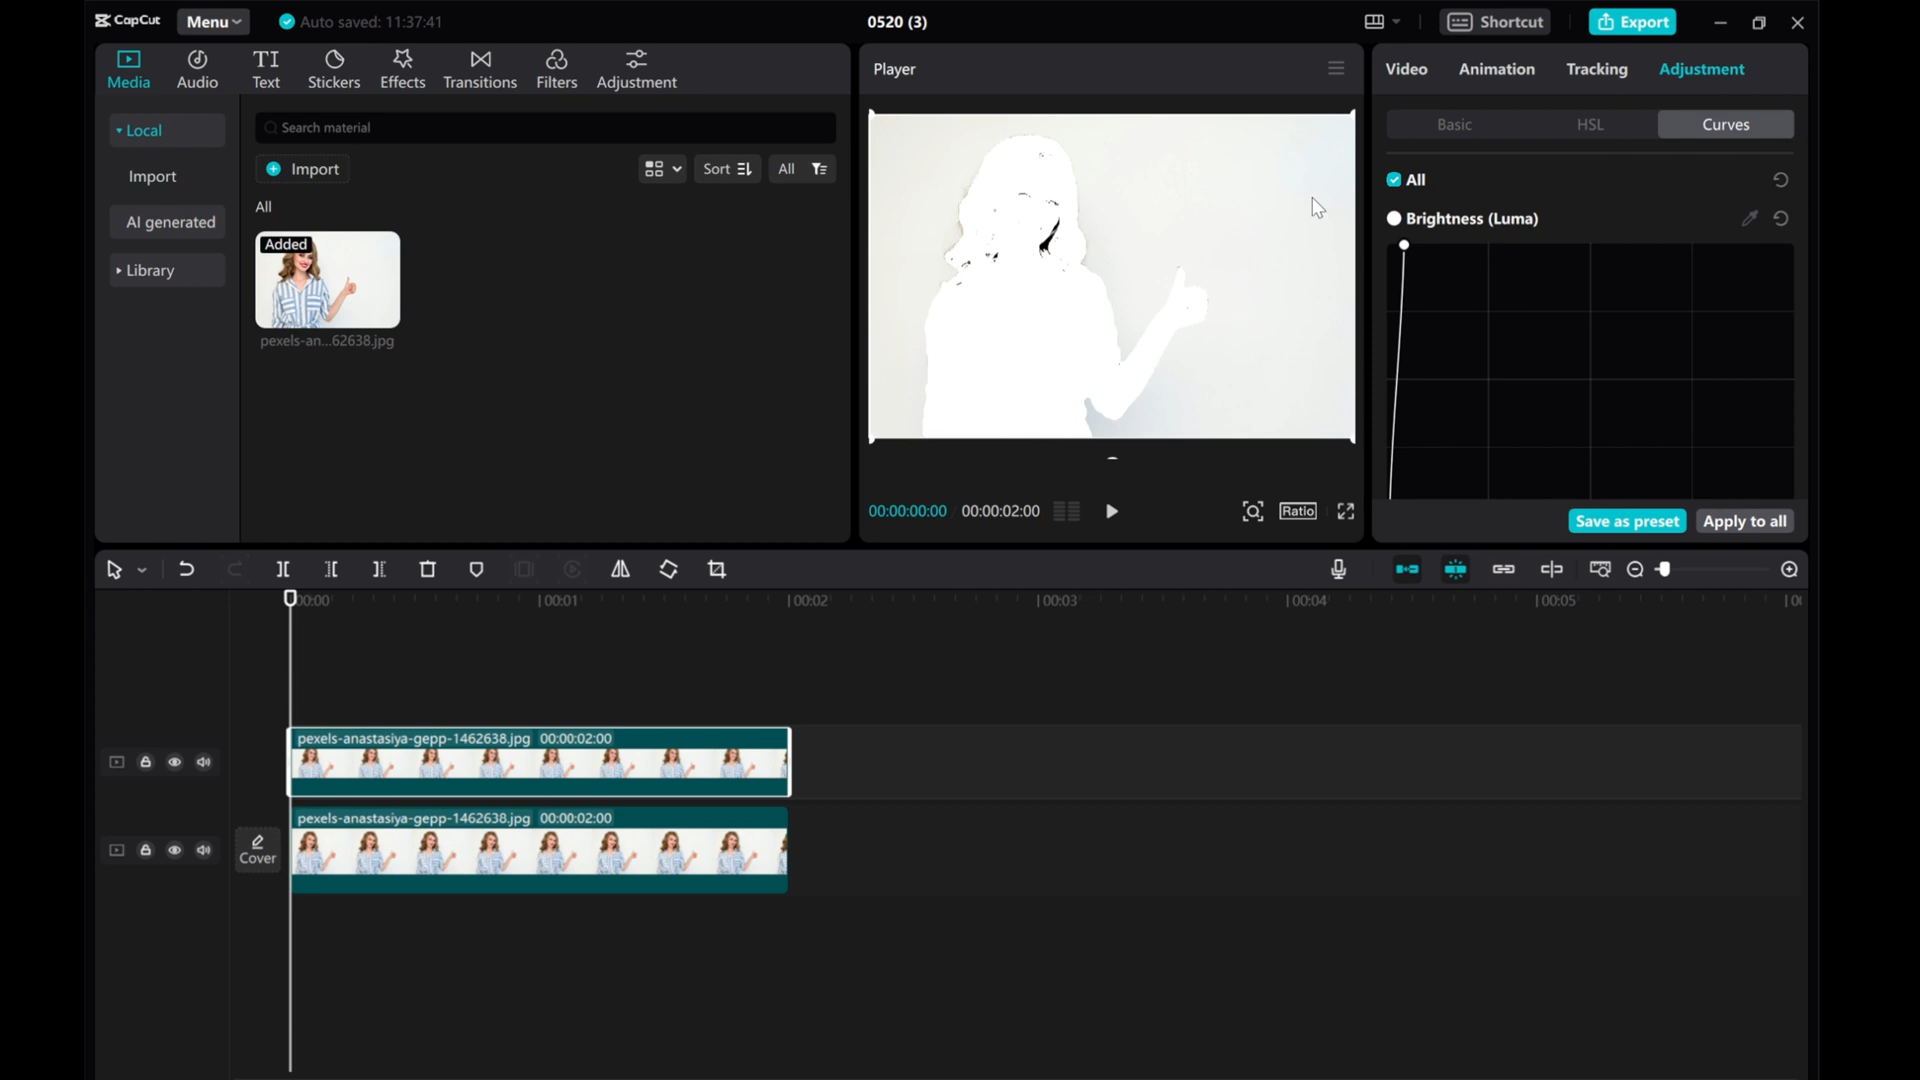 CapCut Menu Auto saved: 11:37:41 0520 (3) Shortcut Export
Media Audio Text Stickers Effects Transitions Filters Adjustment
Player
Video Animation Tracking Adjustment
Local
Import
AI generated
Library
Search material
Import Sort All
All
Added
pexels-an...62638.jpg
00:00:00:00 00:00:02:00 Ratio
Basic HSL Curves
All
Brightness (Luma)
Save as preset Apply to all
00:00 00:01 00:02 00:03 00:04 00:05
pexels-anastasiya-gepp-1462638.jpg 00:00:02:00
pexels-anastasiya-gepp-1462638.jpg 00:00:02:00
Cover